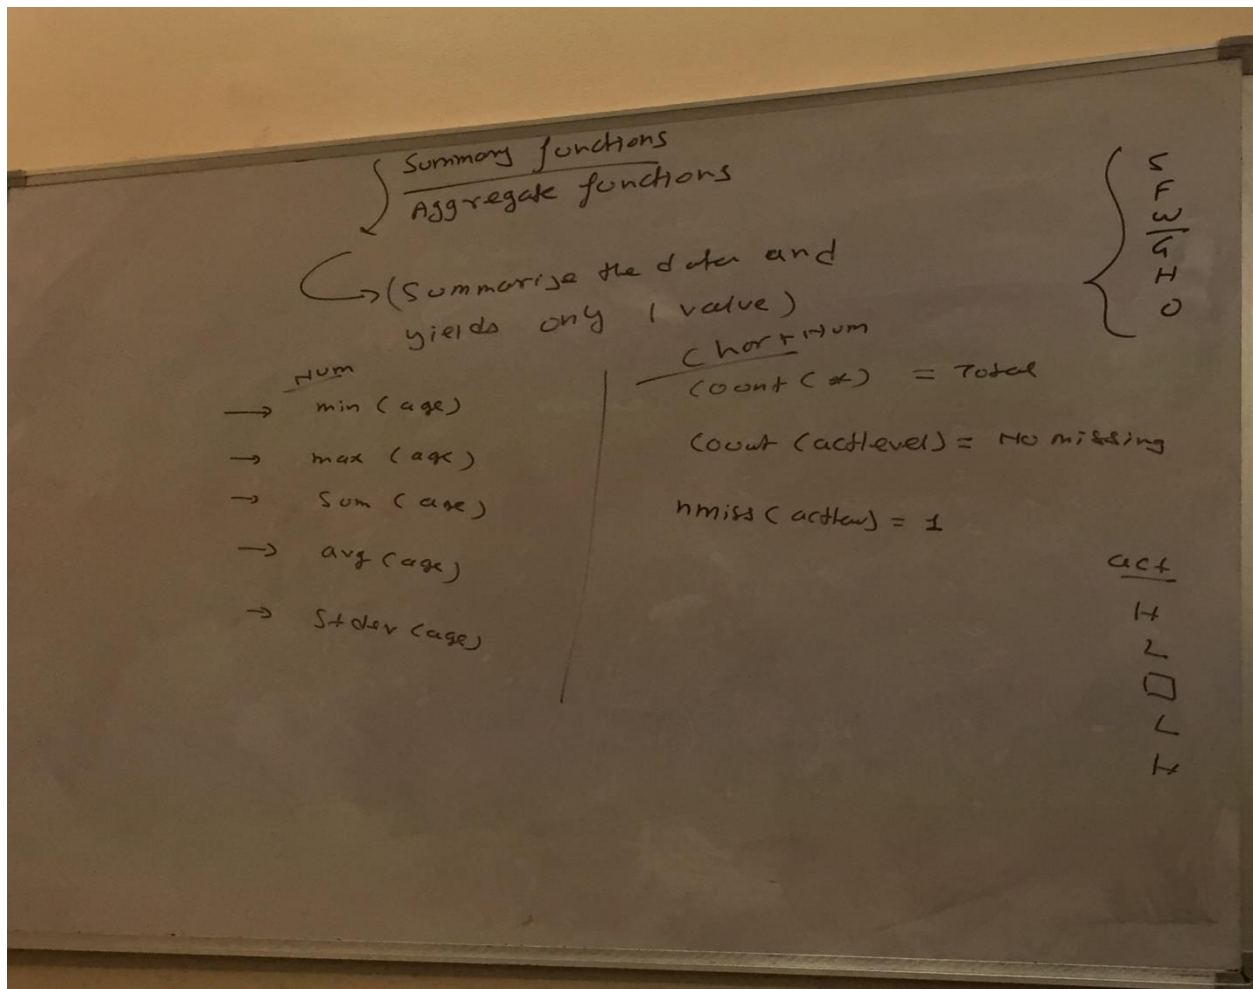 Summary functions
Aggregate functions
(Summarise the data and
yields only 1 value)
S
F
W
G
H
O
Num
min (age)
max (age)
Sum (age)
avg (age)
Stdev (age)
Char + Num
Count (*) = Total
Count (actlevel) = No missing
nmiss (actlev) = 1
act
H
L
L
H